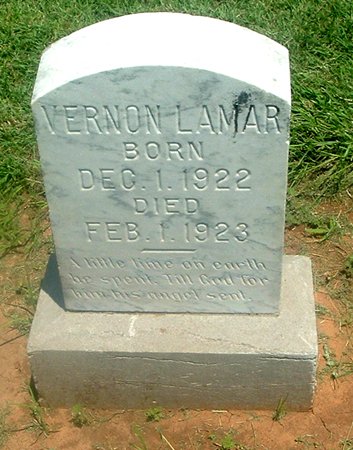 VERNON LAMAR
BORN
DEC. 1. 1922
DIED
FEB. 1. 1923
A little time on earth
he spent, Till God for
him his angel sent.